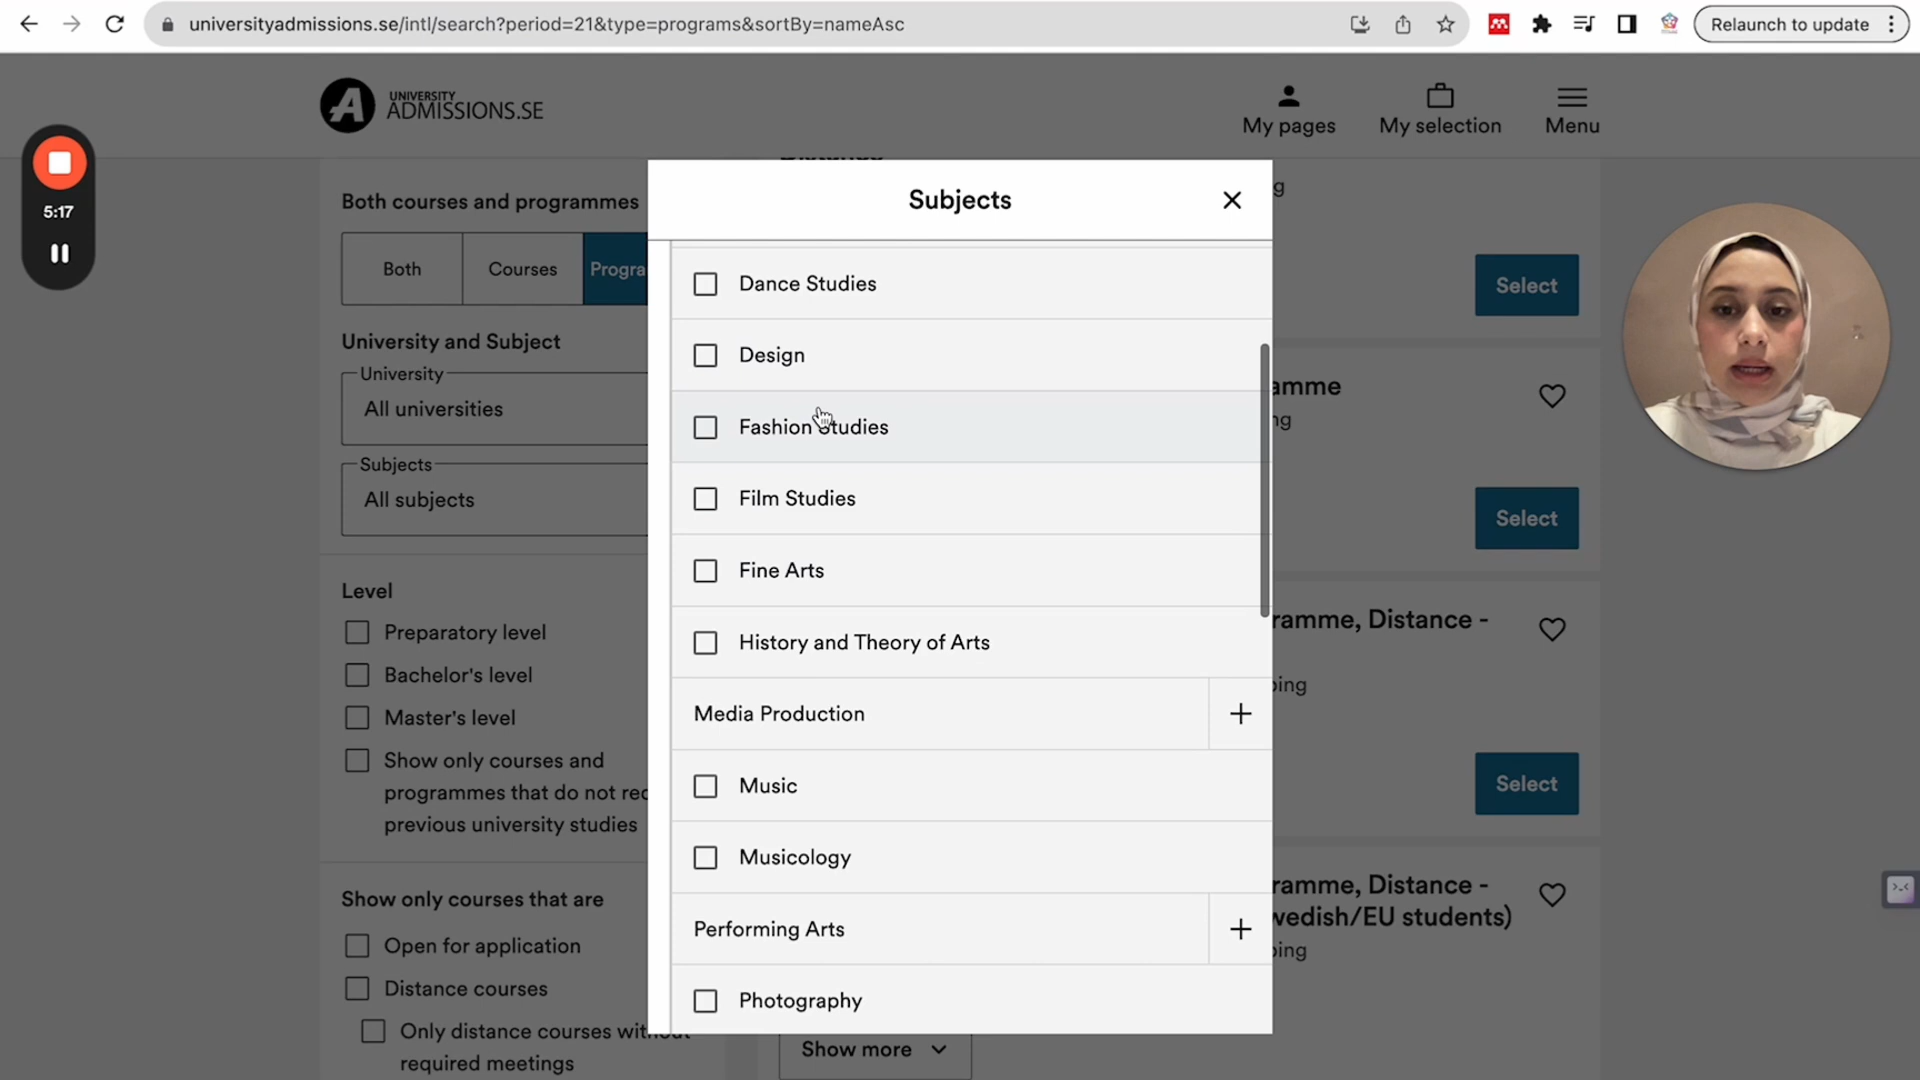 universityadmissions.se/intl/search?period=21&type=programs&sortBy=nameAsc
Relaunch to update
UNIVERSITY
ADMISSIONS.SE
My pages
My selection
Menu
5:17
Both courses and programmes
Both
Courses
Progra
University and Subject
University
All universities
Subjects
All subjects
Level
Preparatory level
Bachelor's level
Master's level
Show only courses and
programmes that do not rec
previous university studies
Show only courses that are
Open for application
Distance courses
Only distance courses without
required meetings
Subjects
Dance Studies
Design
Fashion Studies
Film Studies
Fine Arts
History and Theory of Arts
Media Production
Music
Musicology
Performing Arts
Photography
g
Select
amme
ng
Select
ramme, Distance -
ping
Select
ramme, Distance -
wedish/EU students)
ping
Show more